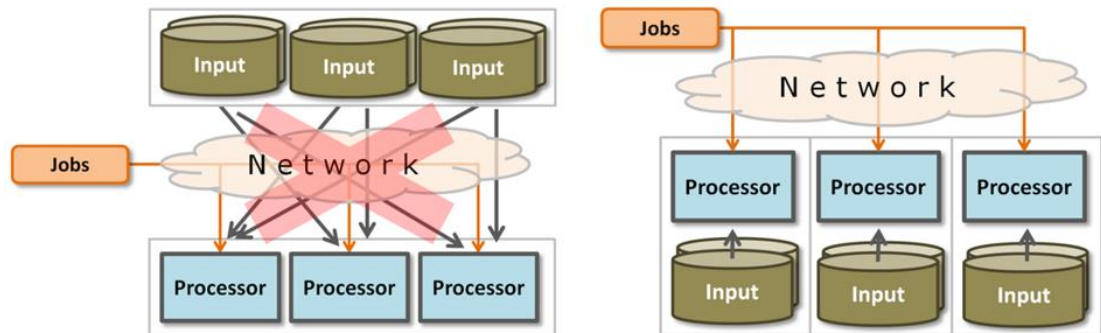 Input Input Input
Network
Jobs
Processor Processor Processor
Jobs
Network
Processor Processor Processor
Input Input Input